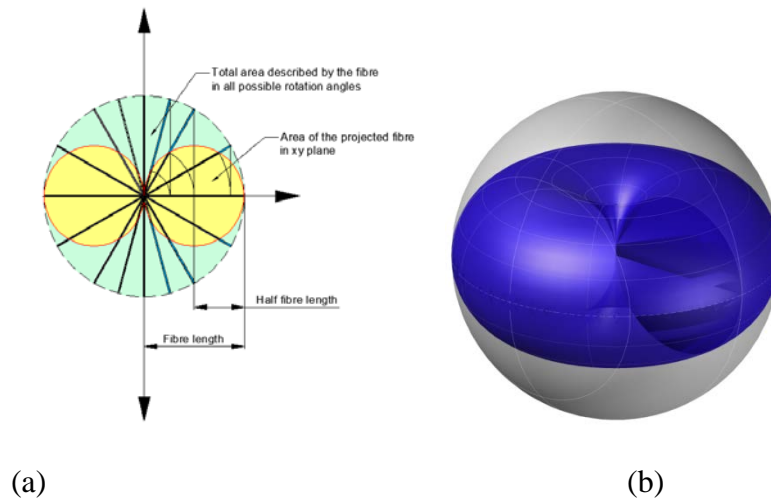 Total area described by the fibre
in all possible rotation angles
Area of the projected fibre
in xy plane
Half fibre length
Fibre length
(a) (b)